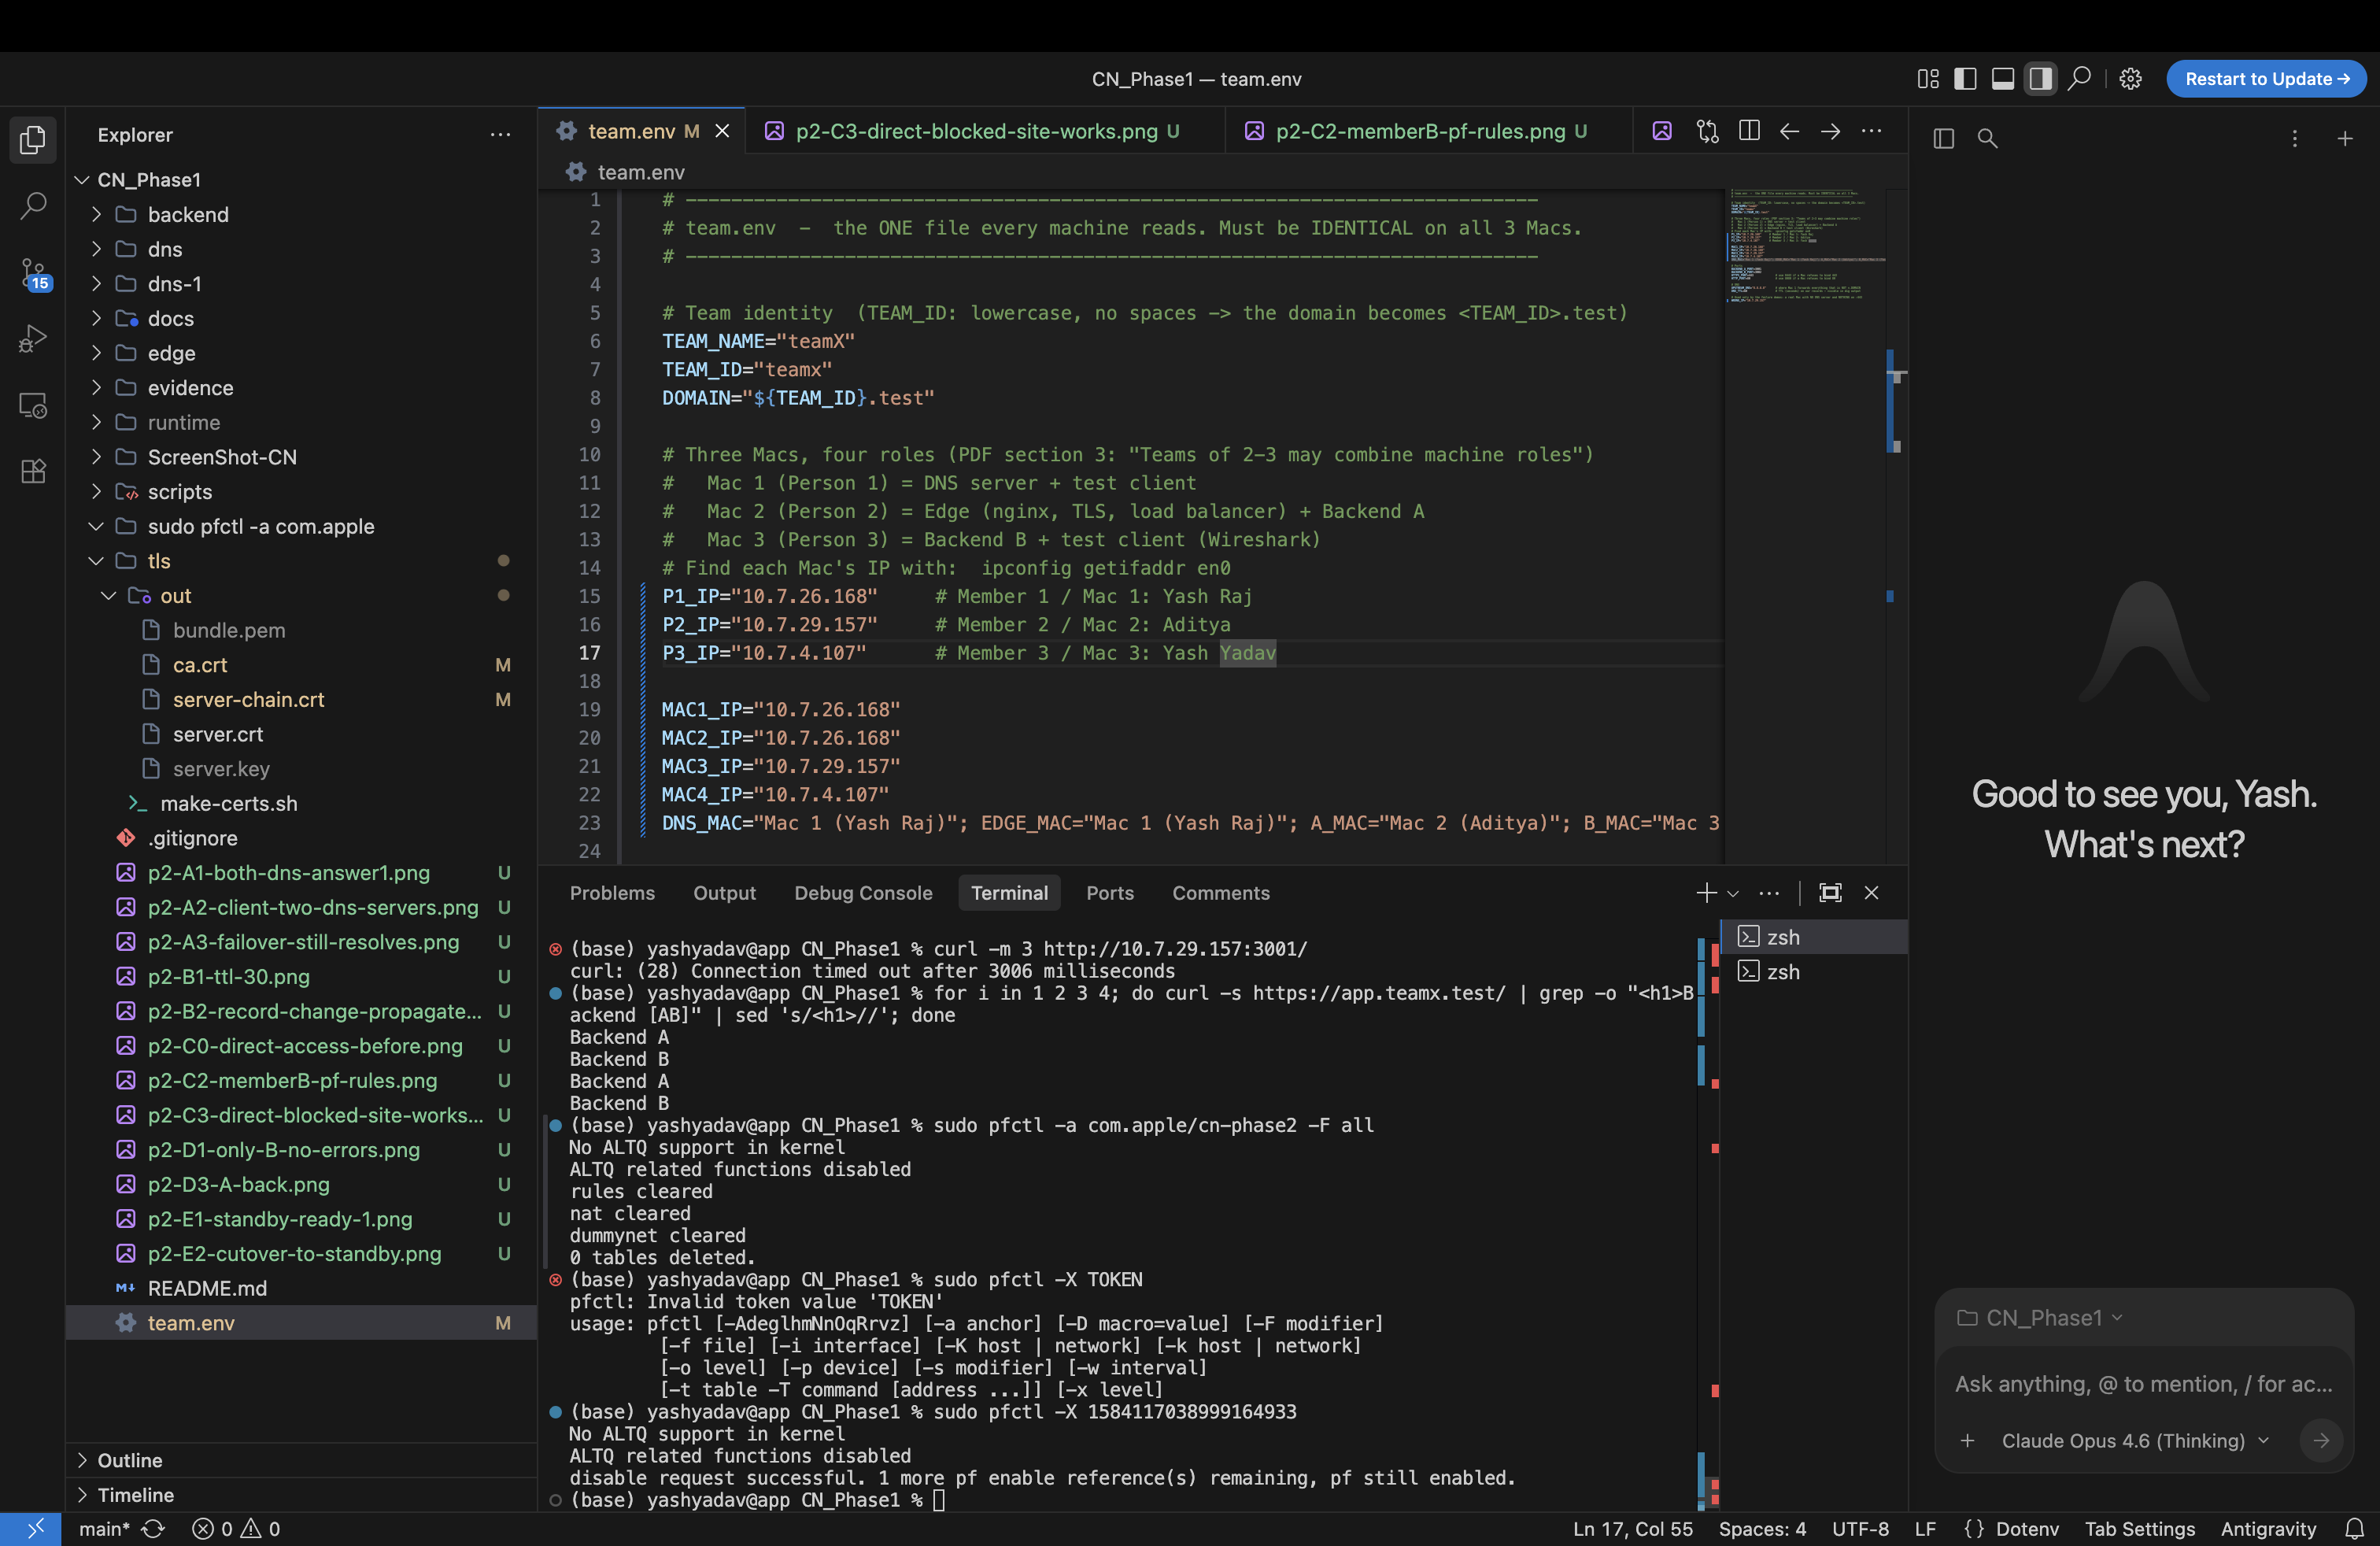 CN_Phase1 — team.env
Restart to Update →
Explorer
CN_Phase1
backend
dns
dns-1
docs
edge
evidence
runtime
ScreenShot-CN
scripts
sudo pfctl -a com.apple
tls
out
bundle.pem
ca.crt M
server-chain.crt M
server.crt
server.key
make-certs.sh
.gitignore
p2-A1-both-dns-answer1.png U
p2-A2-client-two-dns-servers.png U
p2-A3-failover-still-resolves.png U
p2-B1-ttl-30.png U
p2-B2-record-change-propagate... U
p2-C0-direct-access-before.png U
p2-C2-memberB-pf-rules.png U
p2-C3-direct-blocked-site-works... U
p2-D1-only-B-no-errors.png U
p2-D3-A-back.png U
p2-E1-standby-ready-1.png U
p2-E2-cutover-to-standby.png U
README.md
team.env M
Outline
Timeline
15
team.env M
p2-C3-direct-blocked-site-works.png U
p2-C2-memberB-pf-rules.png U
team.env
1 # ---------------------------------------------------------------------------
2 # team.env - the ONE file every machine reads. Must be IDENTICAL on all 3 Macs.
3 # ---------------------------------------------------------------------------
4
5 # Team identity (TEAM_ID: lowercase, no spaces -> the domain becomes <TEAM_ID>.test)
6 TEAM_NAME="teamX"
7 TEAM_ID="teamx"
8 DOMAIN="${TEAM_ID}.test"
9
10 # Three Macs, four roles (PDF section 3: "Teams of 2-3 may combine machine roles")
11 # Mac 1 (Person 1) = DNS server + test client
12 # Mac 2 (Person 2) = Edge (nginx, TLS, load balancer) + Backend A
13 # Mac 3 (Person 3) = Backend B + test client (Wireshark)
14 # Find each Mac's IP with: ipconfig getifaddr en0
15 P1_IP="10.7.26.168" # Member 1 / Mac 1: Yash Raj
16 P2_IP="10.7.29.157" # Member 2 / Mac 2: Aditya
17 P3_IP="10.7.4.107" # Member 3 / Mac 3: Yash Yadav
18
19 MAC1_IP="10.7.26.168"
20 MAC2_IP="10.7.26.168"
21 MAC3_IP="10.7.29.157"
22 MAC4_IP="10.7.4.107"
23 DNS_MAC="Mac 1 (Yash Raj)"; EDGE_MAC="Mac 1 (Yash Raj)"; A_MAC="Mac 2 (Aditya)"; B_MAC="Mac 3
24
Problems Output Debug Console Terminal Ports Comments
(base) yashyadav@app CN_Phase1 % curl -m 3 http://10.7.29.157:3001/
curl: (28) Connection timed out after 3006 milliseconds
(base) yashyadav@app CN_Phase1 % for i in 1 2 3 4; do curl -s https://app.teamx.test/ | grep -o "<h1>B
ackend [AB]" | sed 's/<h1>//'; done
Backend A
Backend B
Backend A
Backend B
(base) yashyadav@app CN_Phase1 % sudo pfctl -a com.apple/cn-phase2 -F all
No ALTQ support in kernel
ALTQ related functions disabled
rules cleared
nat cleared
dummynet cleared
0 tables deleted.
(base) yashyadav@app CN_Phase1 % sudo pfctl -X TOKEN
pfctl: Invalid token value 'TOKEN'
usage: pfctl [-AdeglhmNnOqRrvz] [-a anchor] [-D macro=value] [-F modifier]
[-f file] [-i interface] [-K host | network] [-k host | network]
[-o level] [-p device] [-s modifier] [-w interval]
[-t table -T command [address ...]] [-x level]
(base) yashyadav@app CN_Phase1 % sudo pfctl -X 1584117038999164933
No ALTQ support in kernel
ALTQ related functions disabled
disable request successful. 1 more pf enable reference(s) remaining, pf still enabled.
(base) yashyadav@app CN_Phase1 %
zsh
zsh
Good to see you, Yash.
What's next?
CN_Phase1
Ask anything, @ to mention, / for ac...
Claude Opus 4.6 (Thinking)
main* 0 0
Ln 17, Col 55 Spaces: 4 UTF-8 LF {} Dotenv Tab Settings Antigravity